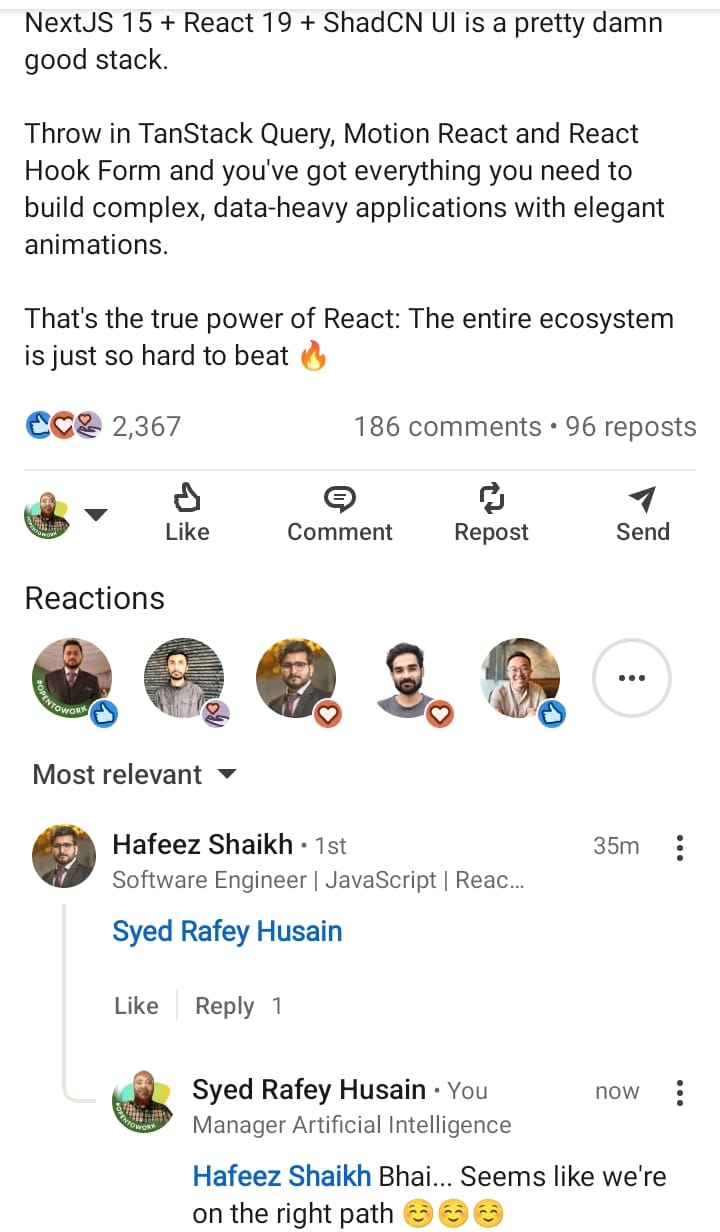 NextJS 15 + React 19 + ShadCN UI is a pretty damn
good stack.
Throw in TanStack Query, Motion React and React
Hook Form and you've got everything you need to
build complex, data-heavy applications with elegant
animations.
That's the true power of React: The entire ecosystem
is just so hard to beat 🔥
2,367
186 comments • 96 reposts
#OPENTOWORK
Like
Comment
Repost
Send
Reactions
#OPENTOWORK
Most relevant
Hafeez Shaikh • 1st
35m
Software Engineer | JavaScript | Reac...
Syed Rafey Husain
Like
Reply 1
#OPENTOWORK
Syed Rafey Husain • You
now
Manager Artificial Intelligence
Hafeez Shaikh Bhai... Seems like we're
on the right path ☺️☺️☺️